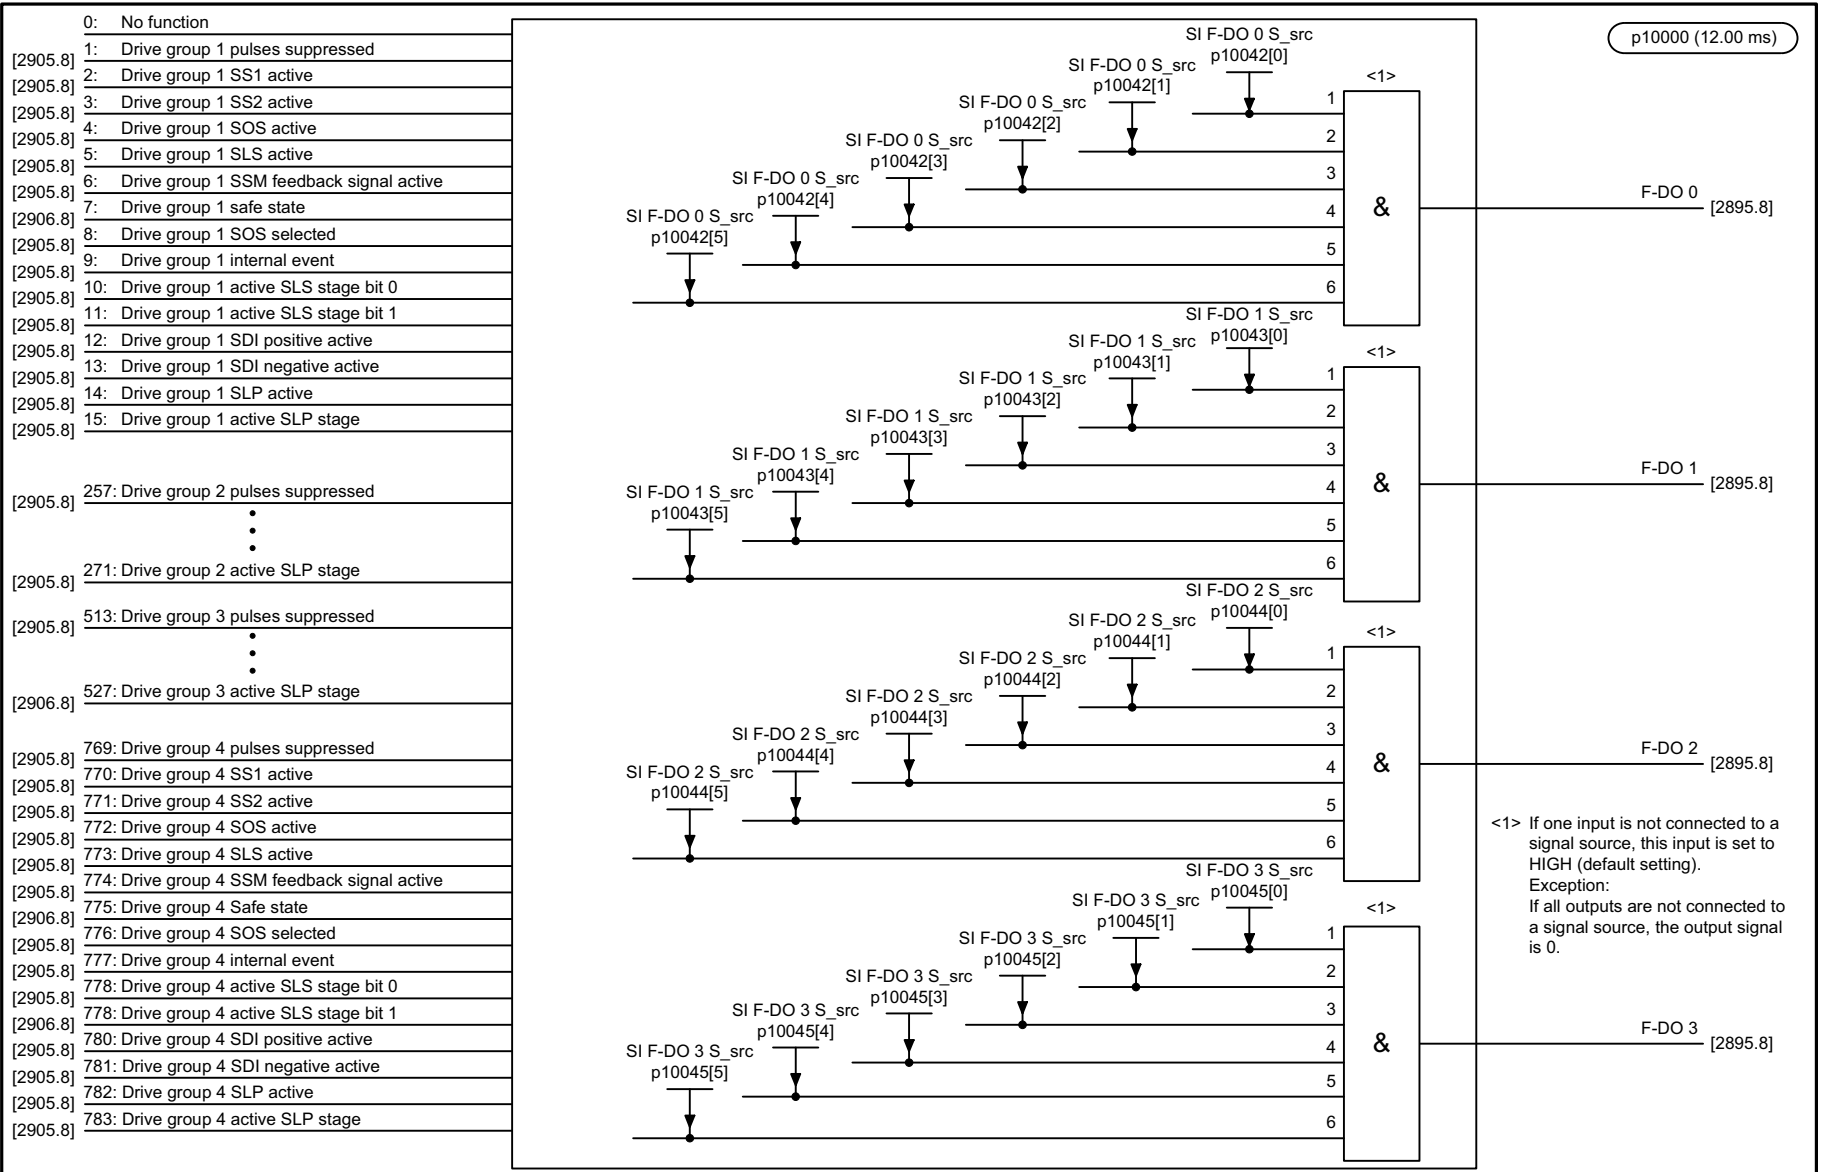 0: No function
[2905.8] 1: Drive group 1 pulses suppressed
[2905.8] 2: Drive group 1 SS1 active
[2905.8] 3: Drive group 1 SS2 active
[2905.8] 4: Drive group 1 SOS active
[2905.8] 5: Drive group 1 SLS active
[2905.8] 6: Drive group 1 SSM feedback signal active
[2906.8] 7: Drive group 1 safe state
[2905.8] 8: Drive group 1 SOS selected
[2905.8] 9: Drive group 1 internal event
[2905.8] 10: Drive group 1 active SLS stage bit 0
[2905.8] 11: Drive group 1 active SLS stage bit 1
[2905.8] 12: Drive group 1 SDI positive active
[2905.8] 13: Drive group 1 SDI negative active
[2905.8] 14: Drive group 1 SLP active
[2905.8] 15: Drive group 1 active SLP stage
[2905.8] 257: Drive group 2 pulses suppressed
[2905.8] 271: Drive group 2 active SLP stage
[2905.8] 513: Drive group 3 pulses suppressed
[2906.8] 527: Drive group 3 active SLP stage
[2905.8] 769: Drive group 4 pulses suppressed
[2905.8] 770: Drive group 4 SS1 active
[2905.8] 771: Drive group 4 SS2 active
[2905.8] 772: Drive group 4 SOS active
[2905.8] 773: Drive group 4 SLS active
[2905.8] 774: Drive group 4 SSM feedback signal active
[2906.8] 775: Drive group 4 Safe state
[2905.8] 776: Drive group 4 SOS selected
[2905.8] 777: Drive group 4 internal event
[2905.8] 778: Drive group 4 active SLS stage bit 0
[2906.8] 778: Drive group 4 active SLS stage bit 1
[2905.8] 780: Drive group 4 SDI positive active
[2905.8] 781: Drive group 4 SDI negative active
[2905.8] 782: Drive group 4 SLP active
[2905.8] 783: Drive group 4 active SLP stage
SI F-DO 0 S_src
p10042[0]
SI F-DO 0 S_src
p10042[1]
SI F-DO 0 S_src
p10042[2]
SI F-DO 0 S_src
p10042[3]
SI F-DO 0 S_src
p10042[4]
SI F-DO 0 S_src
p10042[5]
<1>
1
2
3
4
5
6
&
F-DO 0
[2895.8]
SI F-DO 1 S_src
p10043[0]
SI F-DO 1 S_src
p10043[1]
SI F-DO 1 S_src
p10043[2]
SI F-DO 1 S_src
p10043[3]
SI F-DO 1 S_src
p10043[4]
SI F-DO 1 S_src
p10043[5]
<1>
1
2
3
4
5
6
&
F-DO 1
[2895.8]
SI F-DO 2 S_src
p10044[0]
SI F-DO 2 S_src
p10044[1]
SI F-DO 2 S_src
p10044[2]
SI F-DO 2 S_src
p10044[3]
SI F-DO 2 S_src
p10044[4]
SI F-DO 2 S_src
p10044[5]
<1>
1
2
3
4
5
6
&
F-DO 2
[2895.8]
SI F-DO 3 S_src
p10045[0]
SI F-DO 3 S_src
p10045[1]
SI F-DO 3 S_src
p10045[2]
SI F-DO 3 S_src
p10045[3]
SI F-DO 3 S_src
p10045[4]
SI F-DO 3 S_src
p10045[5]
<1>
1
2
3
4
5
6
&
F-DO 3
[2895.8]
p10000 (12.00 ms)
<1> If one input is not connected to a
signal source, this input is set to
HIGH (default setting).
Exception:
If all outputs are not connected to
a signal source, the output signal
is 0.